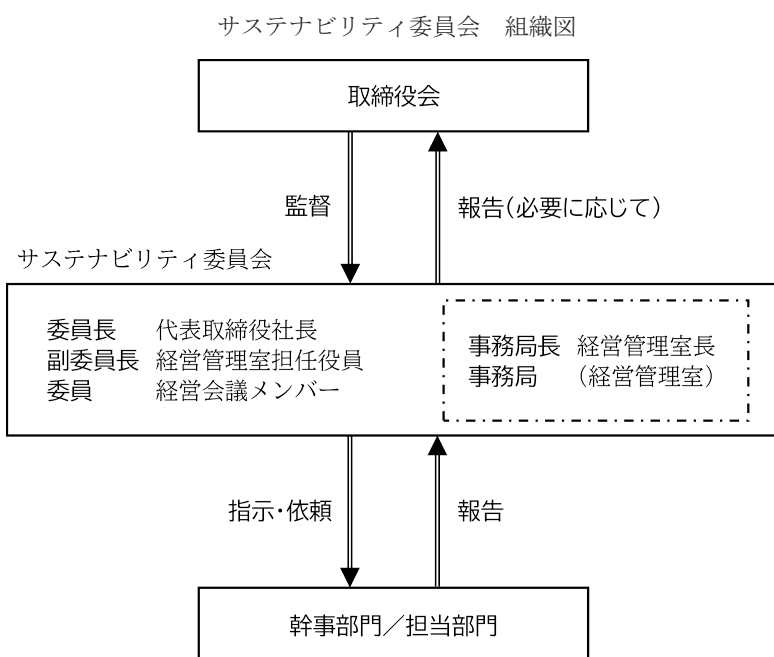 サステナビリティ委員会　組織図
取締役会
監督
報告(必要に応じて)
サステナビリティ委員会
委員長　代表取締役社長
副委員長　経営管理室担任役員
委員　経営会議メンバー
事務局長　経営管理室長
事務局　（経営管理室）
指示・依頼
報告
幹事部門／担当部門